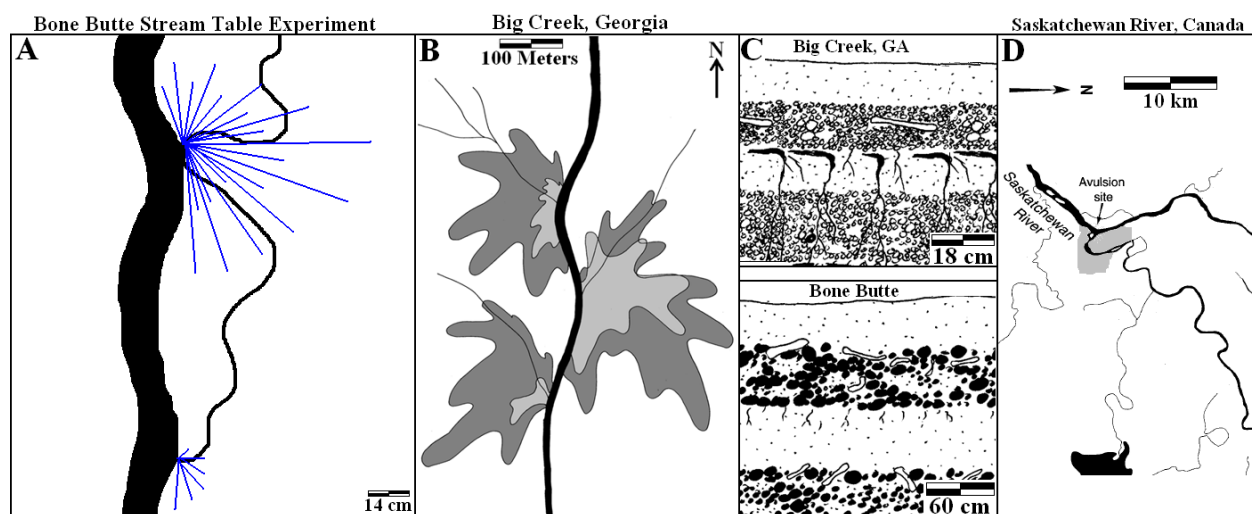 Bone Butte Stream Table Experiment
A
14 cm
Big Creek, Georgia
B
100 Meters
N
C
Big Creek, GA
18 cm
Bone Butte
60 cm
Saskatchewan River, Canada
D
N
10 km
Saskatchewan
River
Avulsion
site